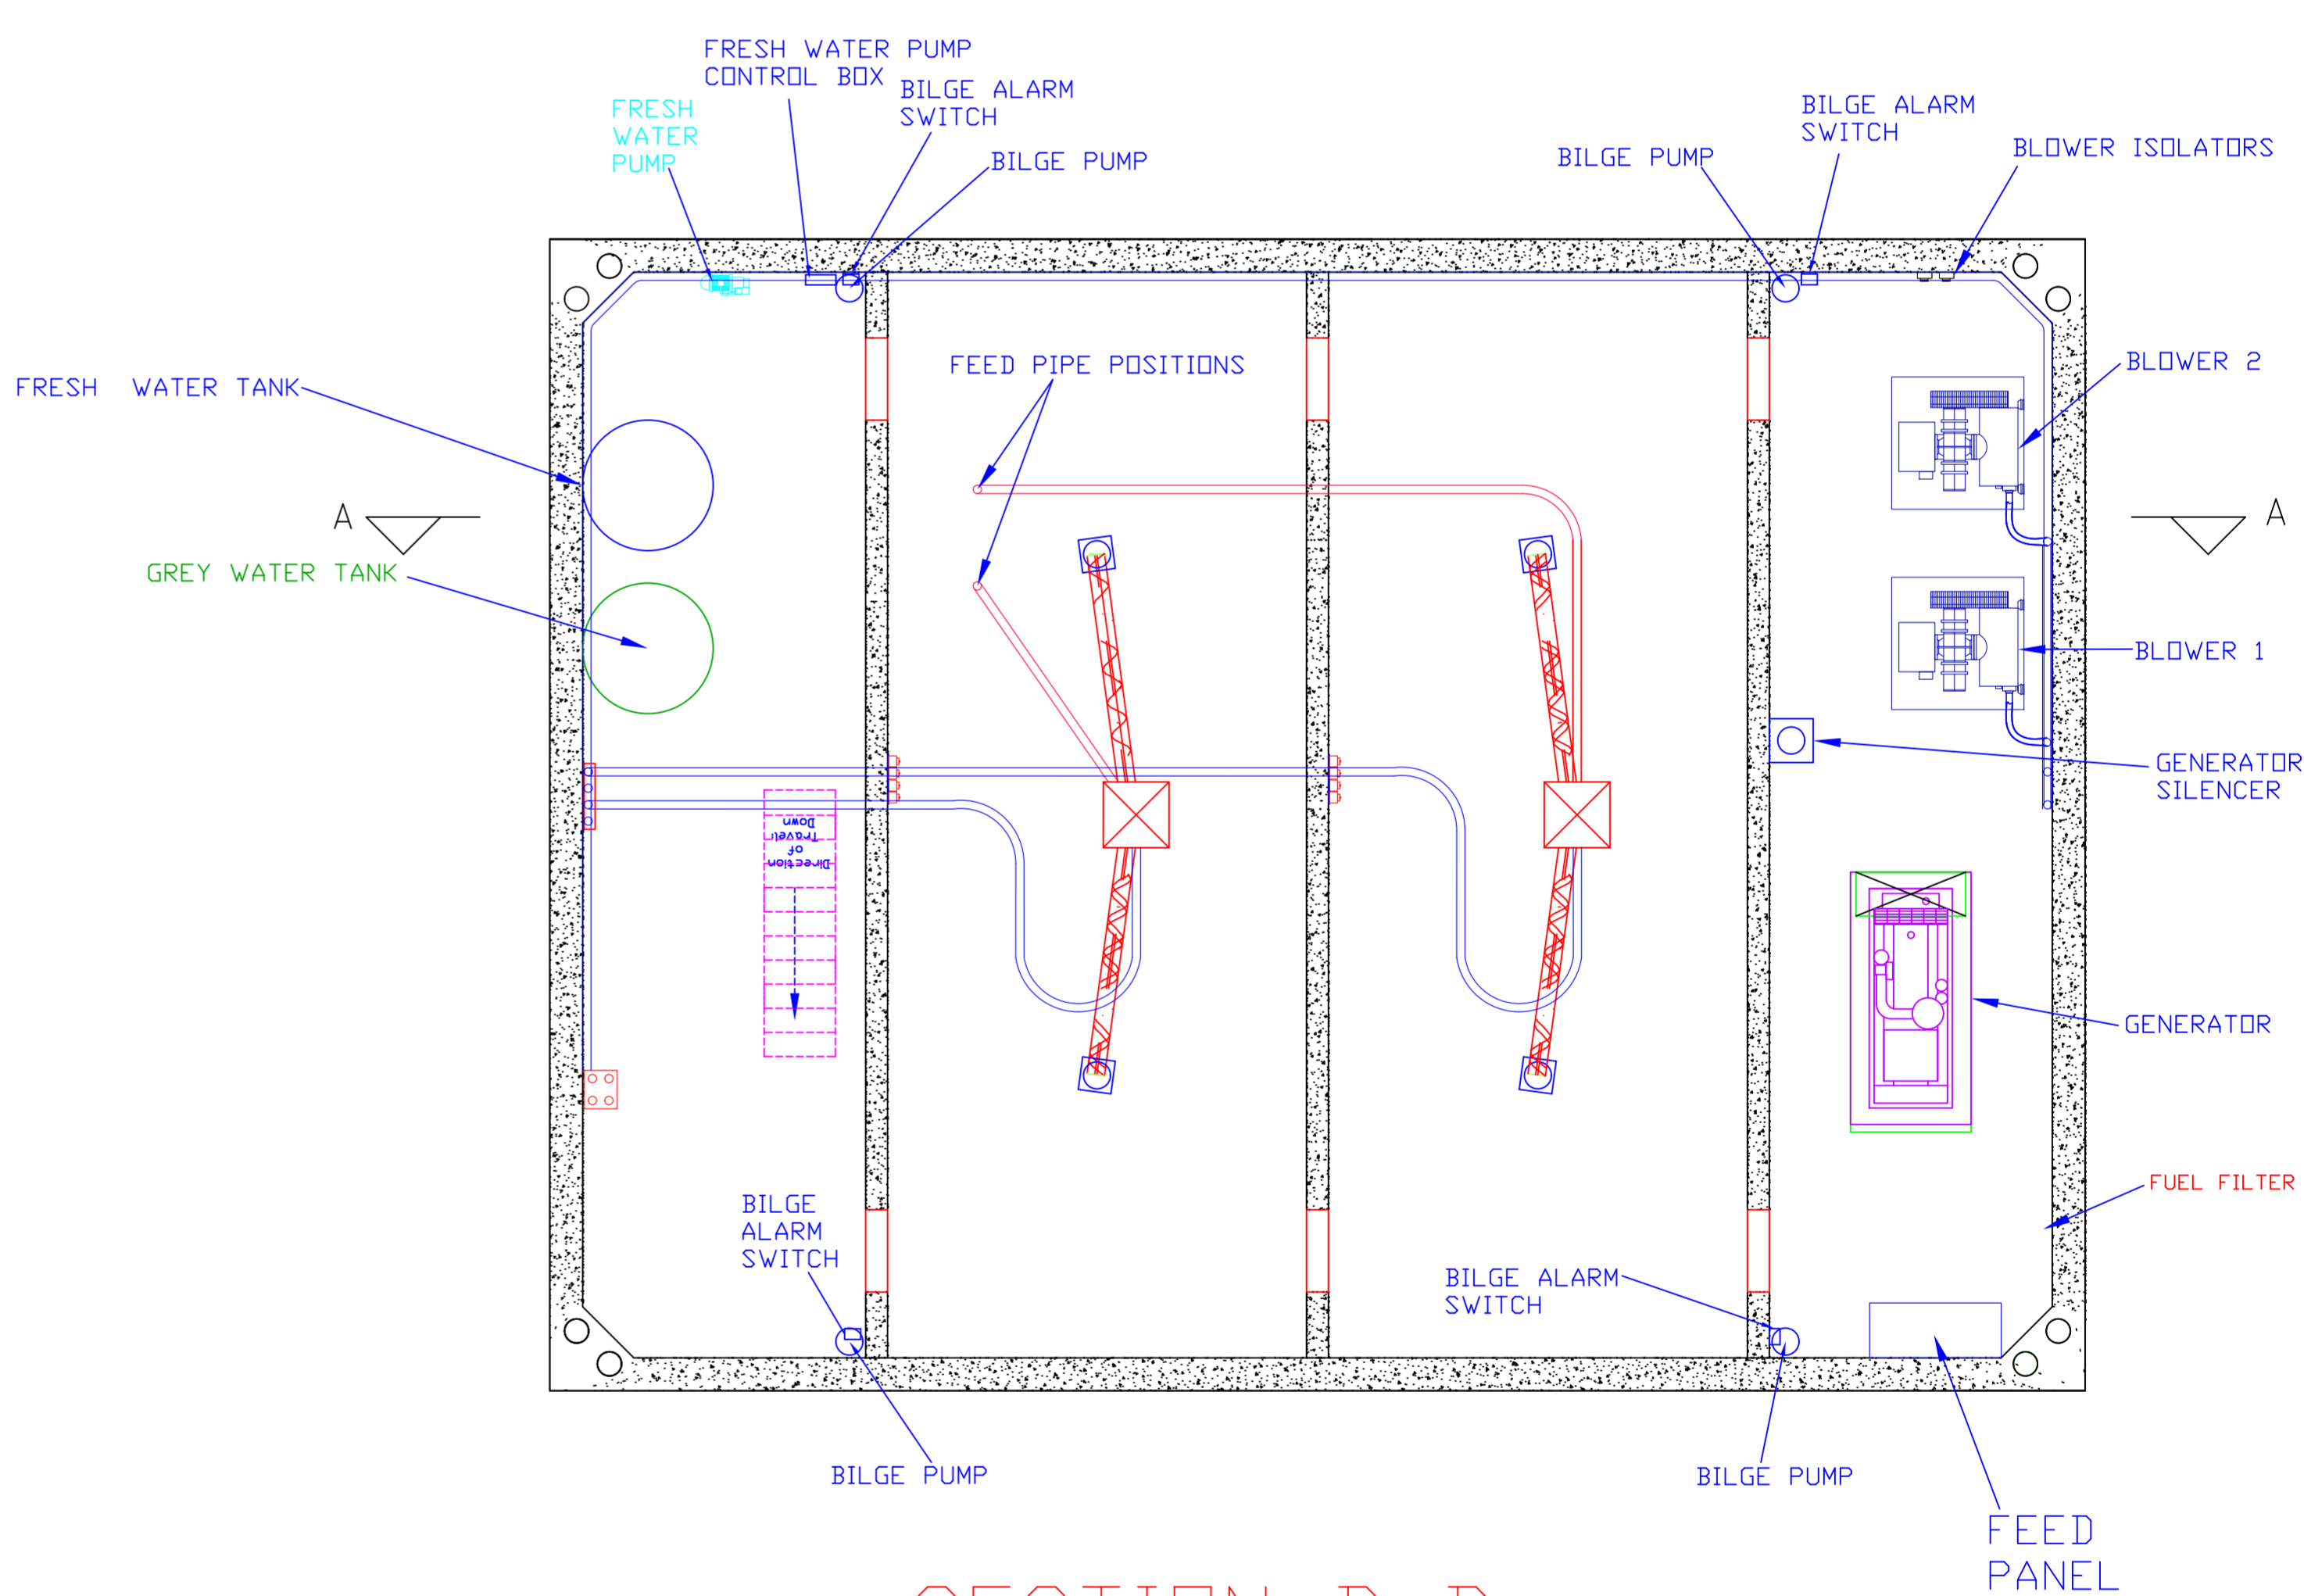 FRESH WATER PUMP
CONTROL BOX
BILGE ALARM
SWITCH
FRESH
WATER
PUMP
BILGE PUMP
BILGE ALARM
SWITCH
BILGE PUMP
BLOWER ISOLATORS
FEED PIPE POSITIONS
BLOWER 2
FRESH WATER TANK
A
A
GREY WATER TANK
BLOWER 1
GENERATOR
SILENCER
Direction
of
Travel
Down
GENERATOR
FUEL FILTER
BILGE
ALARM
SWITCH
BILGE ALARM
SWITCH
BILGE PUMP
BILGE PUMP
FEED
PANEL
SECTION